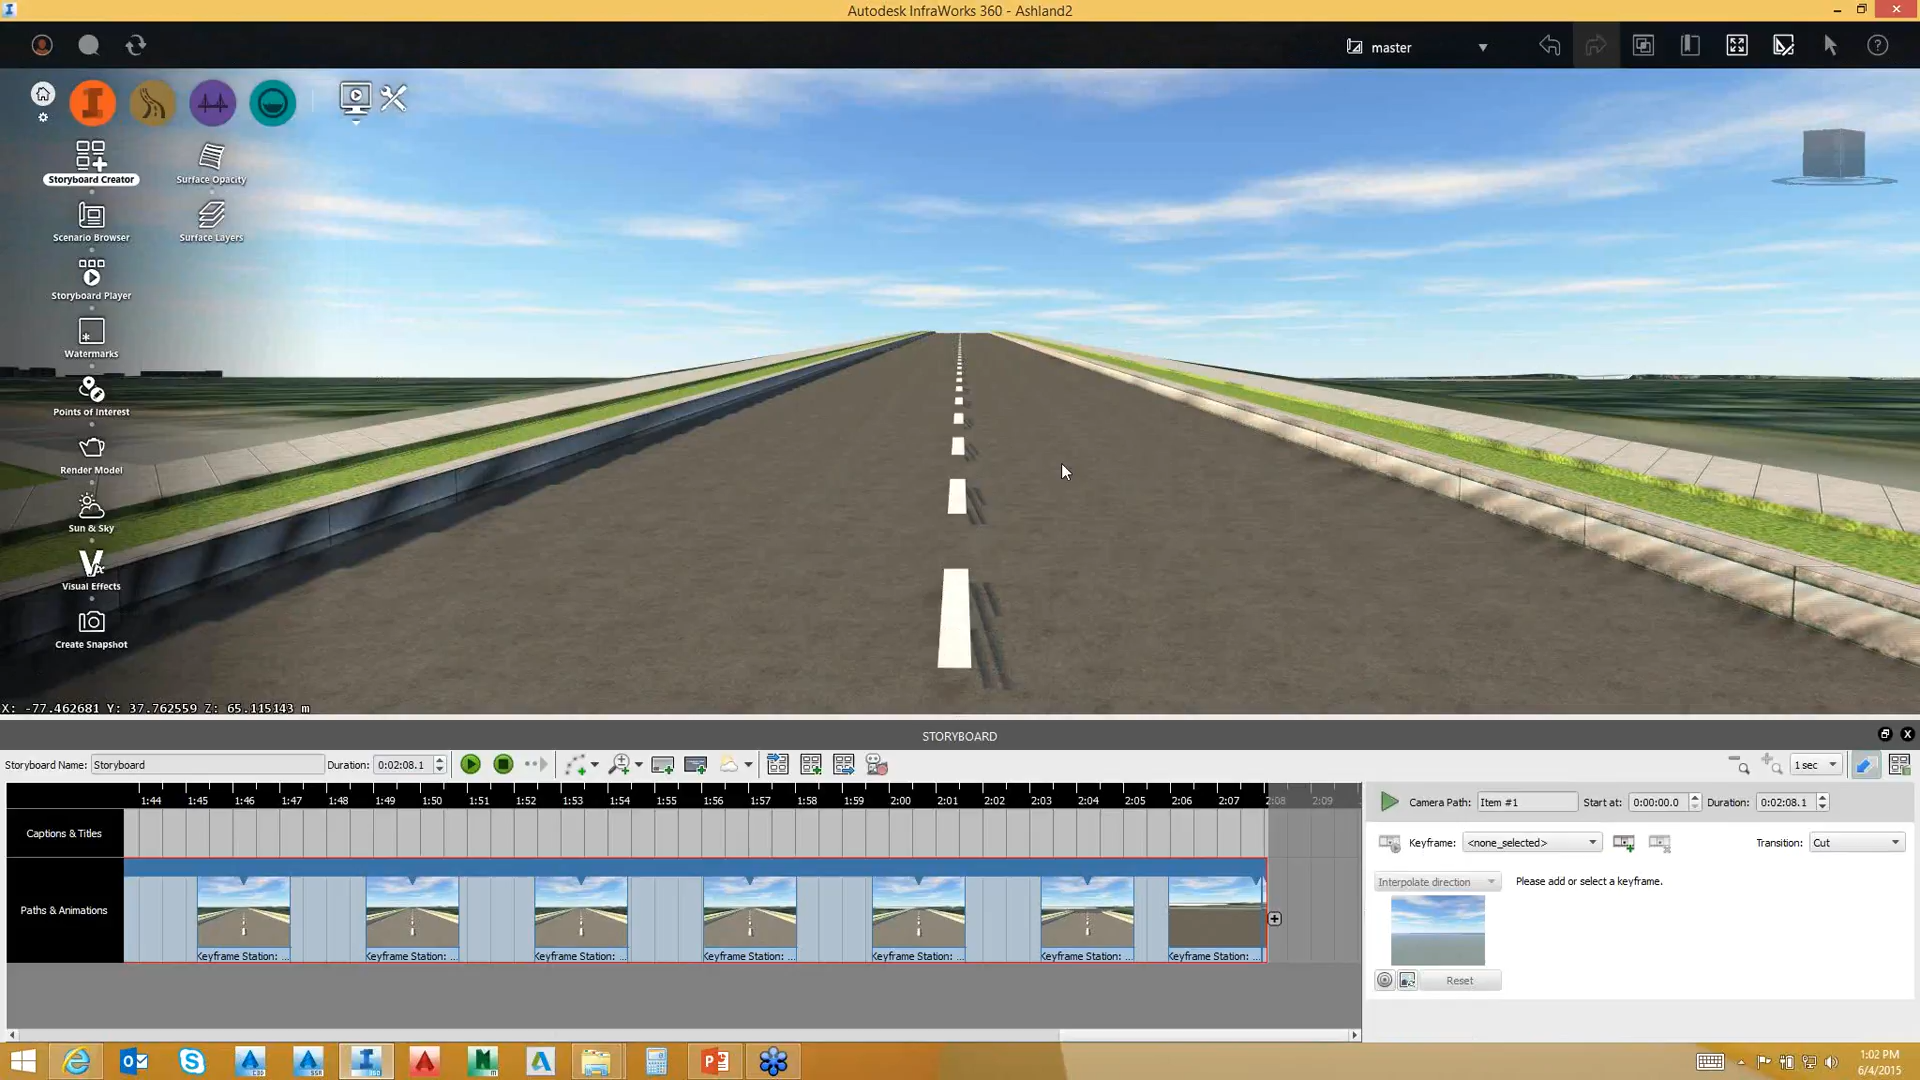 Autodesk InfraWorks 360 - Ashland2
master
Storyboard Creator
Surface Opacity
Scenario Browser
Surface Layers
Storyboard Player
Watermarks
Points of Interest
Render Model
Sun & Sky
Visual Effects
Create Snapshot
X: -77.462681 Y: 37.762559 Z: 65.115143 m
STORYBOARD
Storyboard Name: Storyboard Duration: 0:02:08.1 1 sec
1:44 1:45 1:46 1:47 1:48 1:49 1:50 1:51 1:52 1:53 1:54 1:55 1:56 1:57 1:58 1:59 2:00 2:01 2:02 2:03 2:04 2:05 2:06 2:07 2:08 2:09
Captions & Titles
Paths & Animations
Keyframe Station: ... Keyframe Station: ... Keyframe Station: ... Keyframe Station: ... Keyframe Station: ... Keyframe Station: ... Keyframe Station: ...
Camera Path: Item #1 Start at: 0:00:00.0 Duration: 0:02:08.1
Keyframe: <none_selected> Transition: Cut
Interpolate direction Please add or select a keyframe.
Reset
1:02 PM
6/4/2015